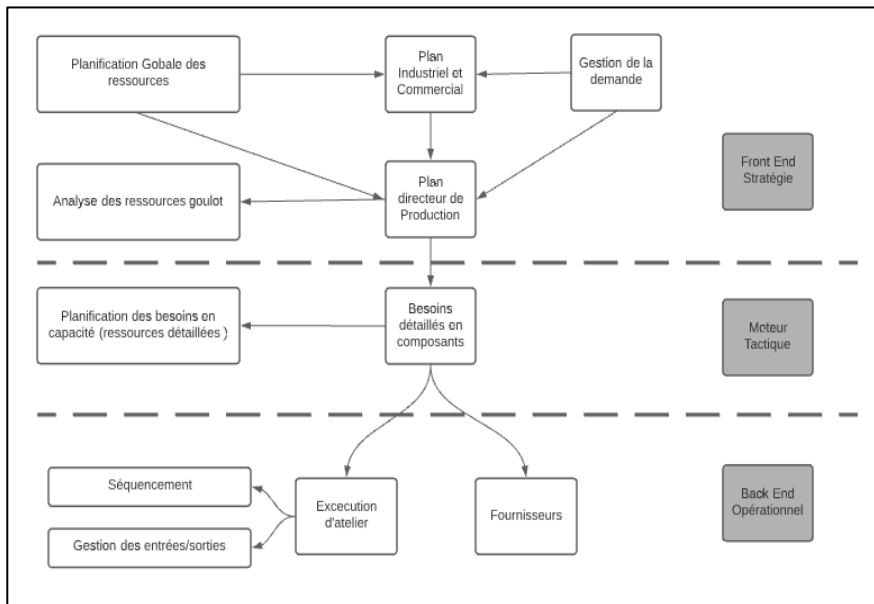 Planification Gobale des
ressources
Plan
Industriel et
Commercial
Gestion de la
demande
Front End
Stratégie
Analyse des ressources goulot
Plan
directeur de
Production
Planification des besoins en
capacité (ressources détaillées )
Besoins
détaillés en
composants
Moteur
Tactique
Séquencement
Gestion des entrées/sorties
Excecution
d'atelier
Fournisseurs
Back End
Opérationnel